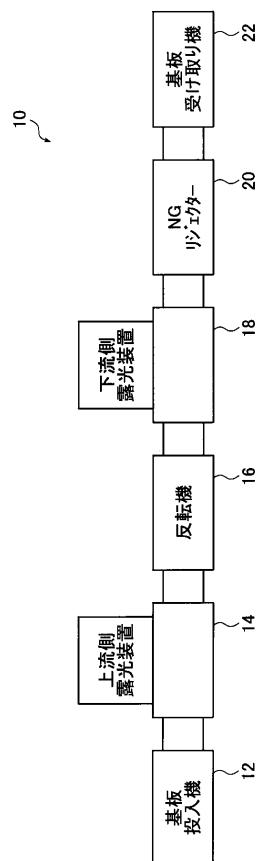 10
基板
投入機
上流側
露光装置
反転機
下流側
露光装置
NG
リジェクター
基板
受け取り機
12
14
16
18
20
22